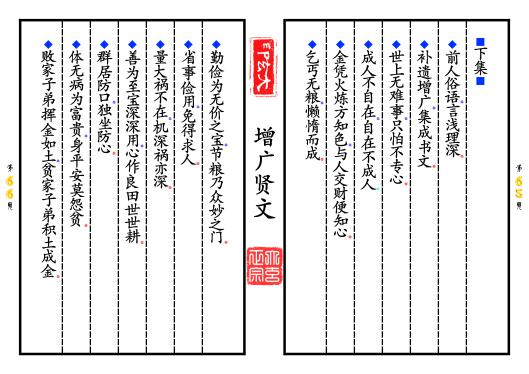 ■下集■
◆前人俗语言浅理深。
◆补遗增广集成书文。
◆世上无难事只怕不专心。
◆成人不自在自在不成人。
◆金凭火炼方知色与人交财便知心。
◆乞丐无粮懒惰而成。
增广贤文
◆勤俭为无价之宝节粮乃众妙之门。
◆省事俭用免得求人。
◆量大祸不在机深祸亦深。
◆善为至宝深深用心作良田世世耕。
◆群居防口独坐防心。
◆体无病为富贵身平安莫怨贫。
◆败家子弟挥金如土贫家子弟积土成金。